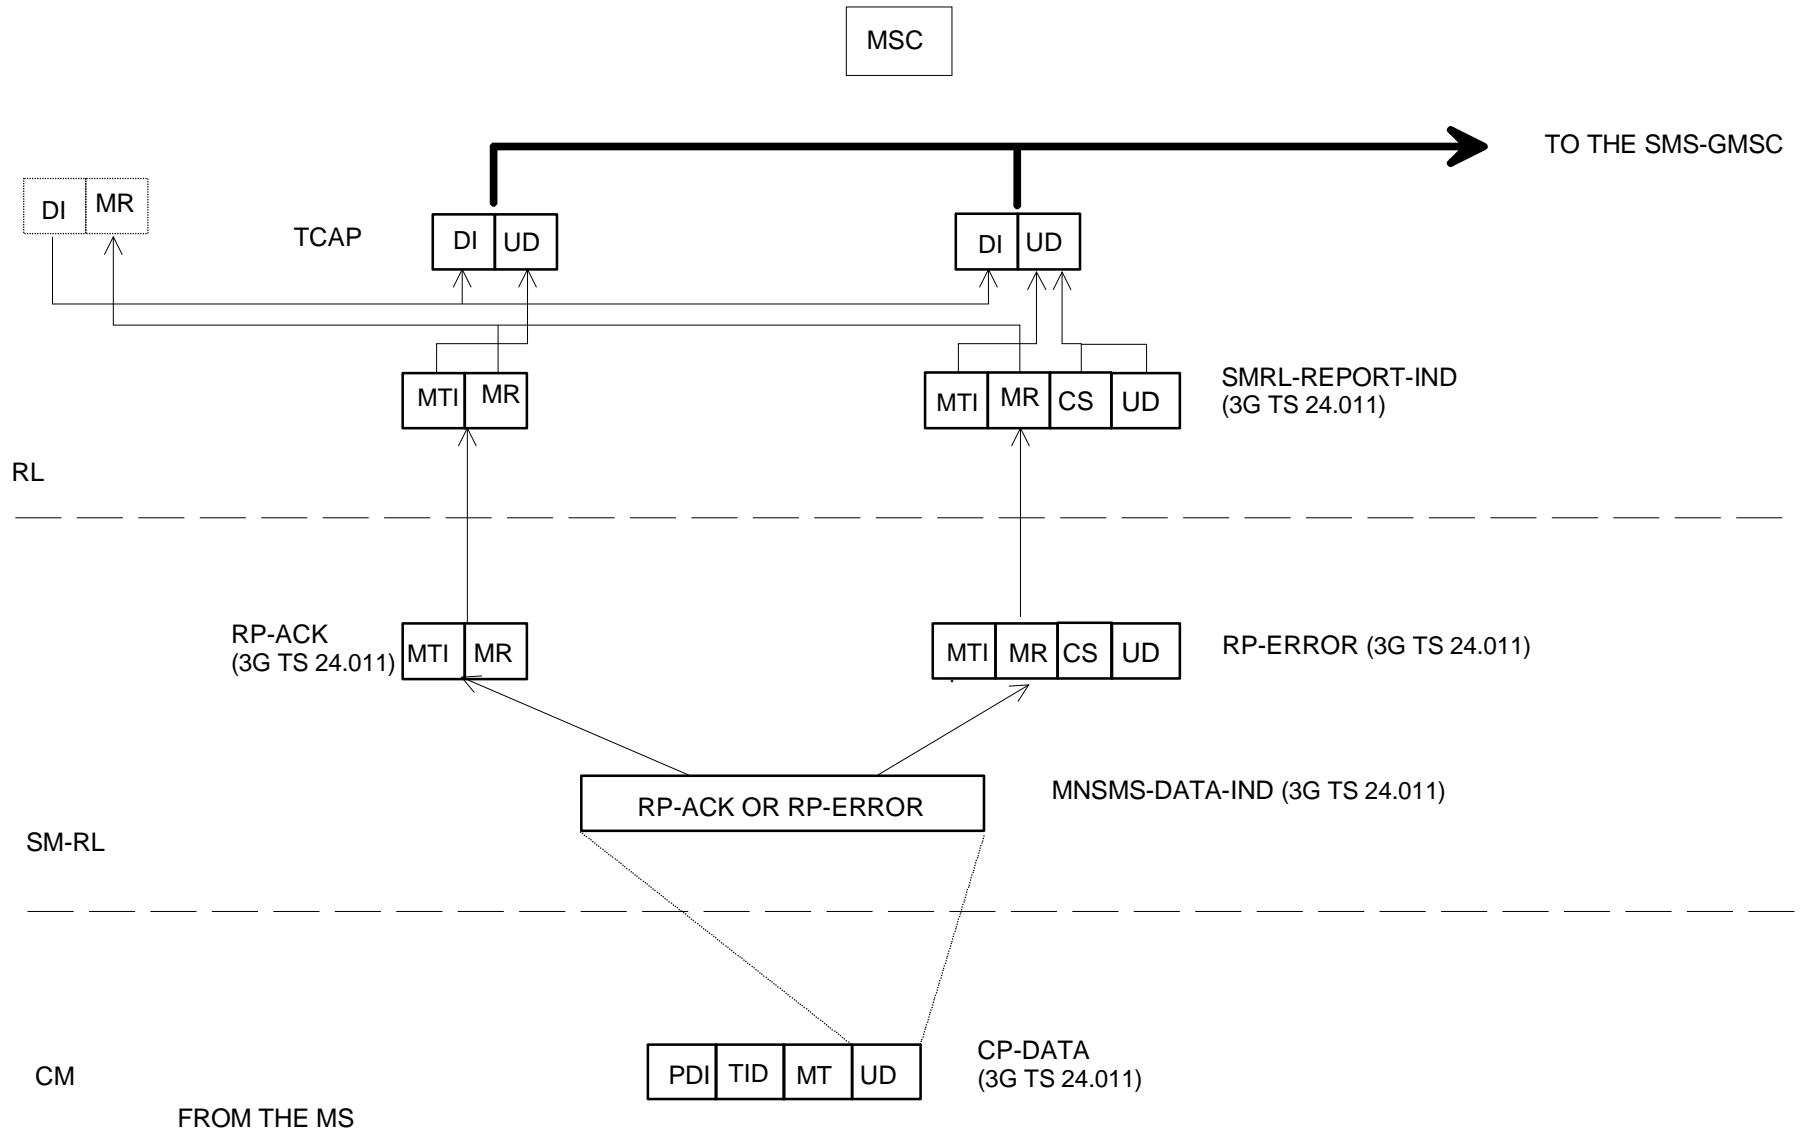 MSC
TO THE SMS-GMSC
DI MR
TCAP
DI UD
DI UD
MTI MR
MTI MR CS UD
SMRL-REPORT-IND
(3G TS 24.011)
RL
RP-ACK
(3G TS 24.011)
MTI MR
MTI MR CS UD
RP-ERROR (3G TS 24.011)
RP-ACK OR RP-ERROR
MNSMS-DATA-IND (3G TS 24.011)
SM-RL
PDI TID MT UD
CP-DATA
(3G TS 24.011)
CM
FROM THE MS